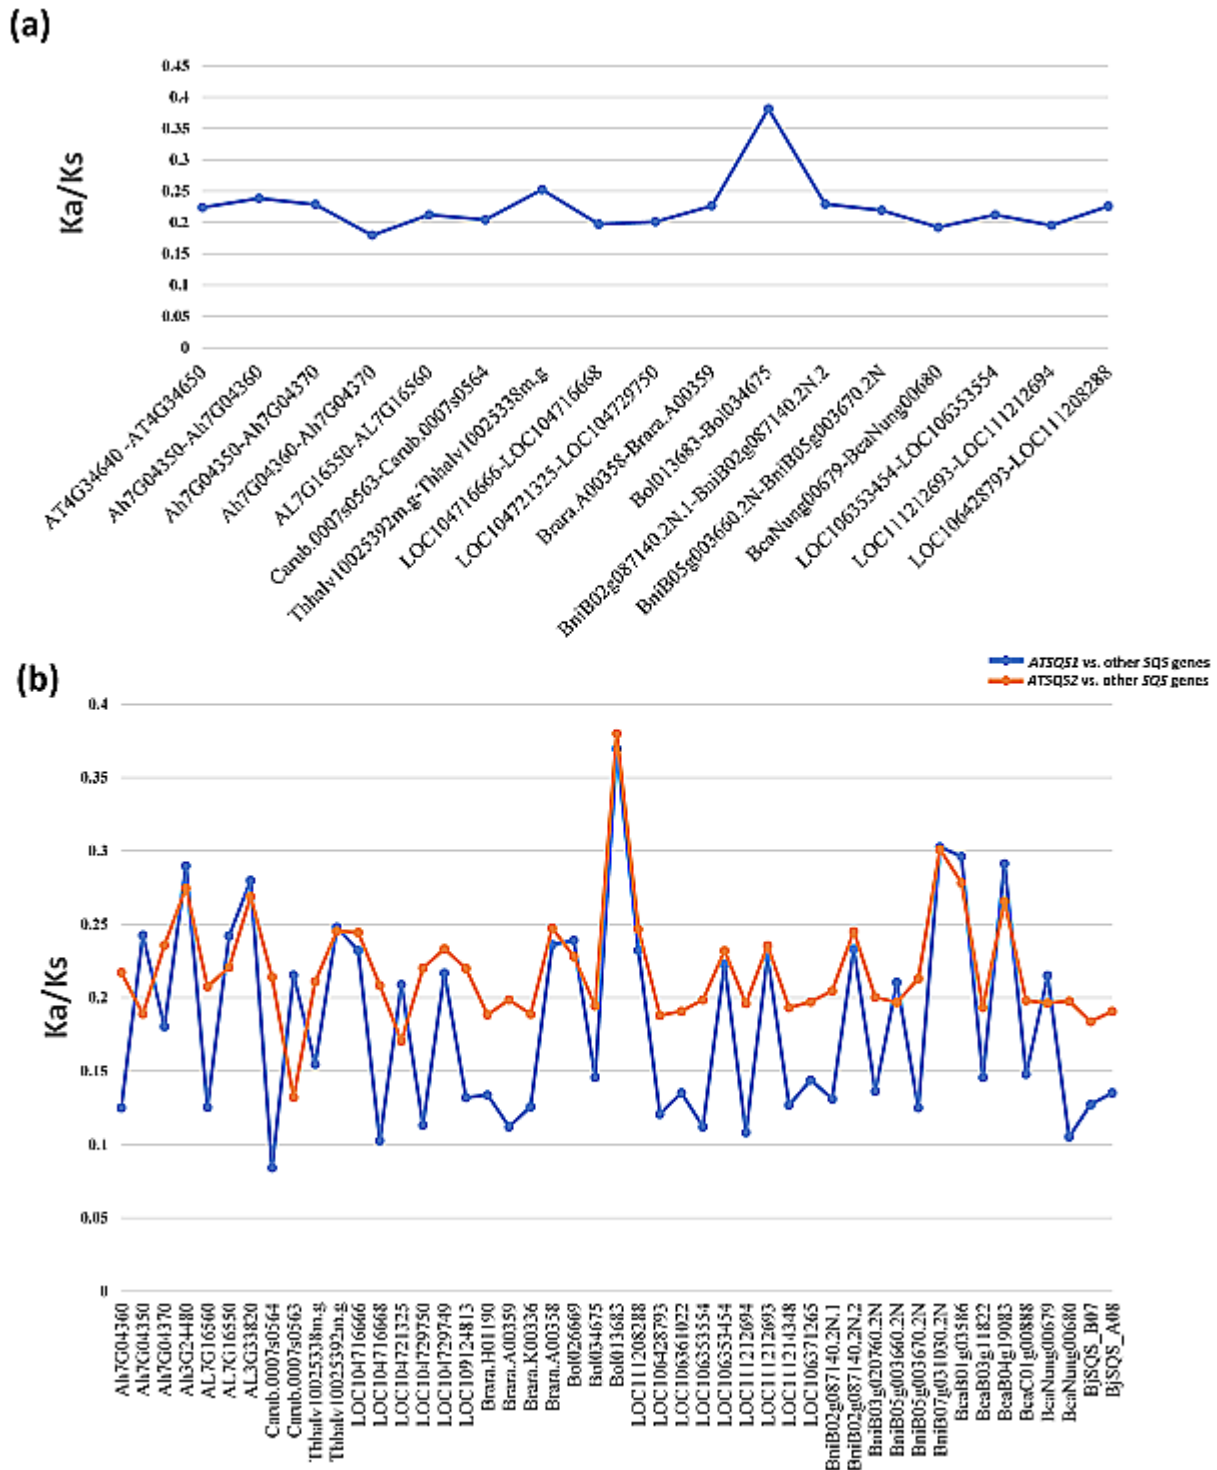 (a)
0.45
0.4
0.35
0.3
0.25
0.2
0.15
0.1
0.05
0
Ka/Ks
AT4G34640 -AT4G34650
Ah7G04350-Ah7G04360
Ah7G04350-Ah7G04370
Ah7G04360-Ah7G04370
AL7G16550-AL7G16560
Carub.0007s0563-Carub.0007s0564
Thhalv10025392m.g-Thhalv10025338m.g
LOC104716666-LOC104716668
LOC104721325-LOC104729750
Brara.A00358-Brara.A00359
Bol013683-Bol034675
BniB02g087140.2N.1-BniB02g087140.2N.2
BniB05g003660.2N-BniB05g003670.2N
BcaNung00679-BcaNung00680
LOC106353454-LOC106353554
LOC111212693-LOC111212694
LOC106428793-LOC111208288
(b)
ATSQS1 vs. other SQS genes
ATSQS2 vs. other SQS genes
0.4
0.35
0.3
0.25
0.2
0.15
0.1
0.05
0
Ka/Ks
Ah7G04360
Ah7G04350
Ah7G04370
Ah3G24480
AL7G16560
AL7G16550
AL3G33820
Carub.0007s0564
Carub.0007s0563
Thhalv10025338m.g
Thhalv10025392m.g
LOC104716666
LOC104716668
LOC104721325
LOC104729750
LOC104729749
LOC109124813
Brara.H01190
Brara.A00359
Brara.K00336
Brara.A00358
Bol026669
Bol034675
Bol013683
LOC111208288
LOC106428793
LOC106361022
LOC106353554
LOC106353454
LOC111212694
LOC111212693
LOC111214348
LOC106371265
BniB02g087140.2N.1
BniB02g087140.2N.2
BniB03g020760.2N
BniB05g003660.2N
BniB05g003670.2N
BniB07g031030.2N
BcaB01g03586
BcaB03g11822
BcaB04g19083
BcaC01g00888
BcaNung00679
BcaNung00680
BjSQS_B07
BjSQS_A08